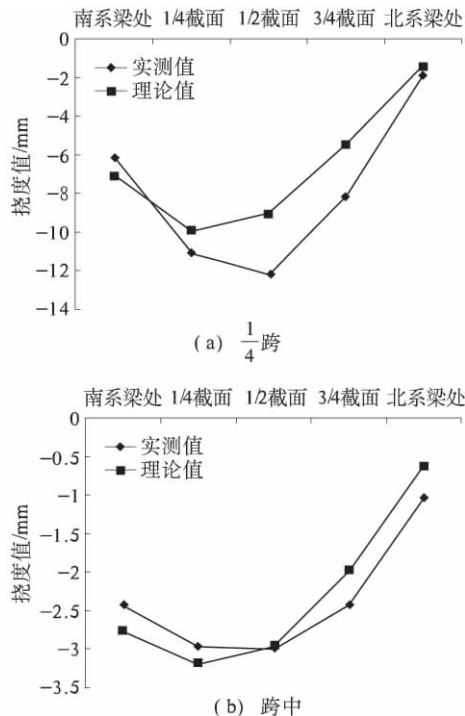 南系梁处 1/4截面 1/2截面 3/4截面 北系梁处
0
实测值
-2
理论值
-4
-6
-8
-10
-12
-14
挠度值/mm
(a) 1/4跨
南系梁处 1/4截面 1/2截面 3/4截面 北系梁处
0
实测值
-0.5
理论值
-1
-1.5
-2
-2.5
-3
-3.5
挠度值/mm
(b) 跨中